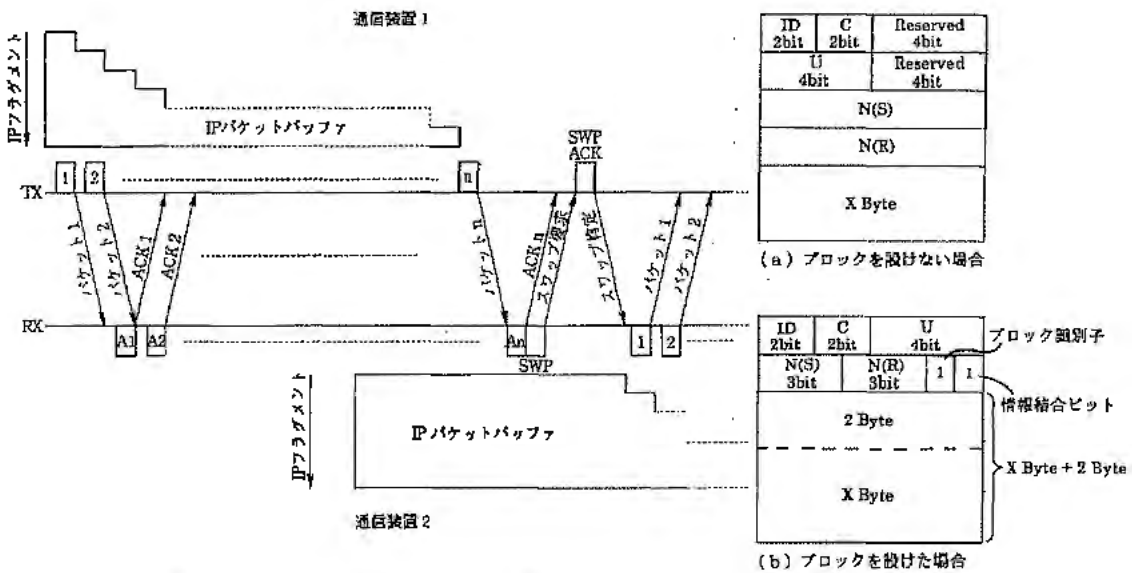 通信装置1
IPフラグメント
IPパケットバッファ
TX
1
2
n
SWP
ACK
パケット1
パケット2
ACK 1
ACK 2
パケットn
ACK n
スワップ要求
スワップ指定
パケット1
パケット2
RX
A1
A2
An
SWP
1
2
IPフラグメント
IPパケットバッファ
通信装置2
ID
2bit
C
2bit
Reserved
4bit
U
4bit
Reserved
4bit
N(S)
N(R)
X Byte
(a) ブロックを設けない場合
ID
2bit
C
2bit
U
4bit
ブロック識別子
N(S)
3bit
N(R)
3bit
1
1
情報結合ビット
2 Byte
X Byte
X Byte + 2 Byte
(b) ブロックを設けた場合